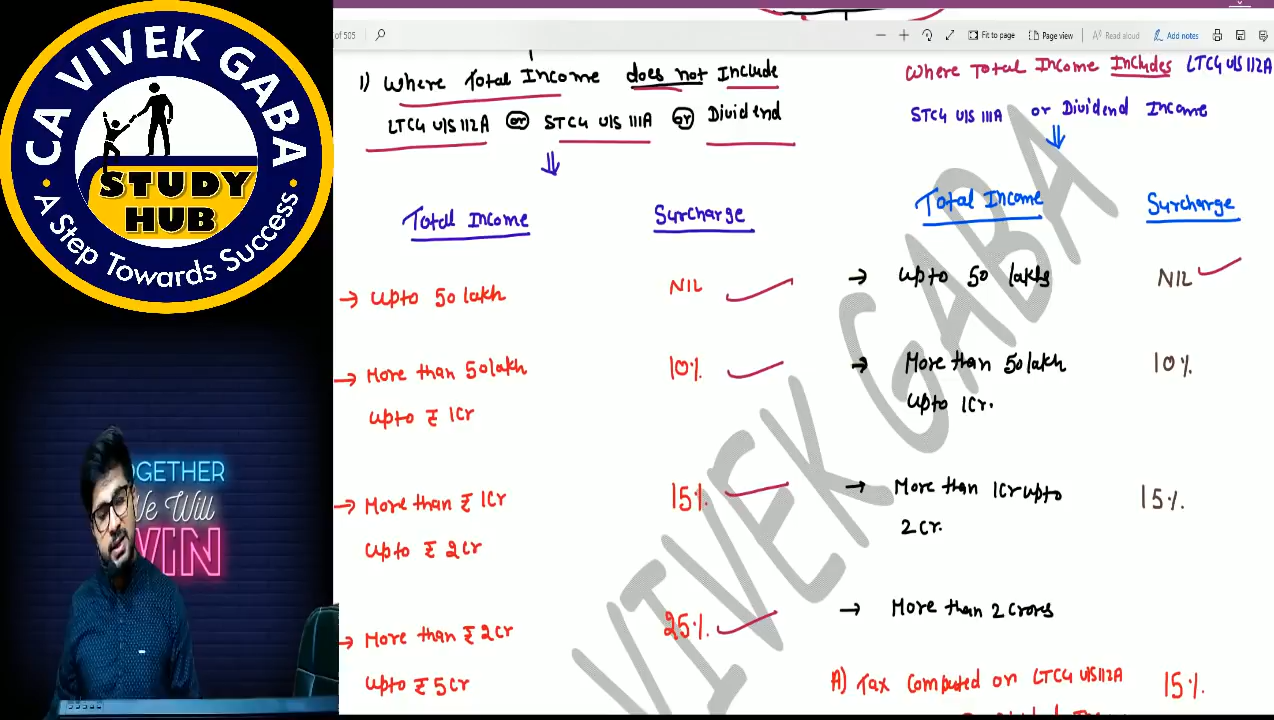 CA VIVEK GABA
STUDY
HUB
A Step Towards Success
TOGETHER
We Will
WIN
of 585
Fit to page
Page view
Read aloud
Add notes
1) Where Total Income does not Include
LTCG U/S 112A or STCG U/S 111A or Dividend
Total Income Surcharge
→ Upto 50 lakh NIL
→ More than 50 lakh 10%
Upto ₹ 1Cr
→ More than ₹ 1Cr 15%
Upto ₹ 2Cr
→ More than ₹ 2Cr 25%
Upto ₹ 5Cr
Where Total Income Includes LTCG U/S 112A
STCG U/S 111A or Dividend Income
Total Income Surcharge
→ Upto 50 lakhs NIL
→ More than 50 lakh 10%
Upto 1Cr.
→ More than 1Cr upto 15%
2Cr.
→ More than 2 Crores
A) Tax Computed on LTCG U/S 112A 15%
VIVEK GABA